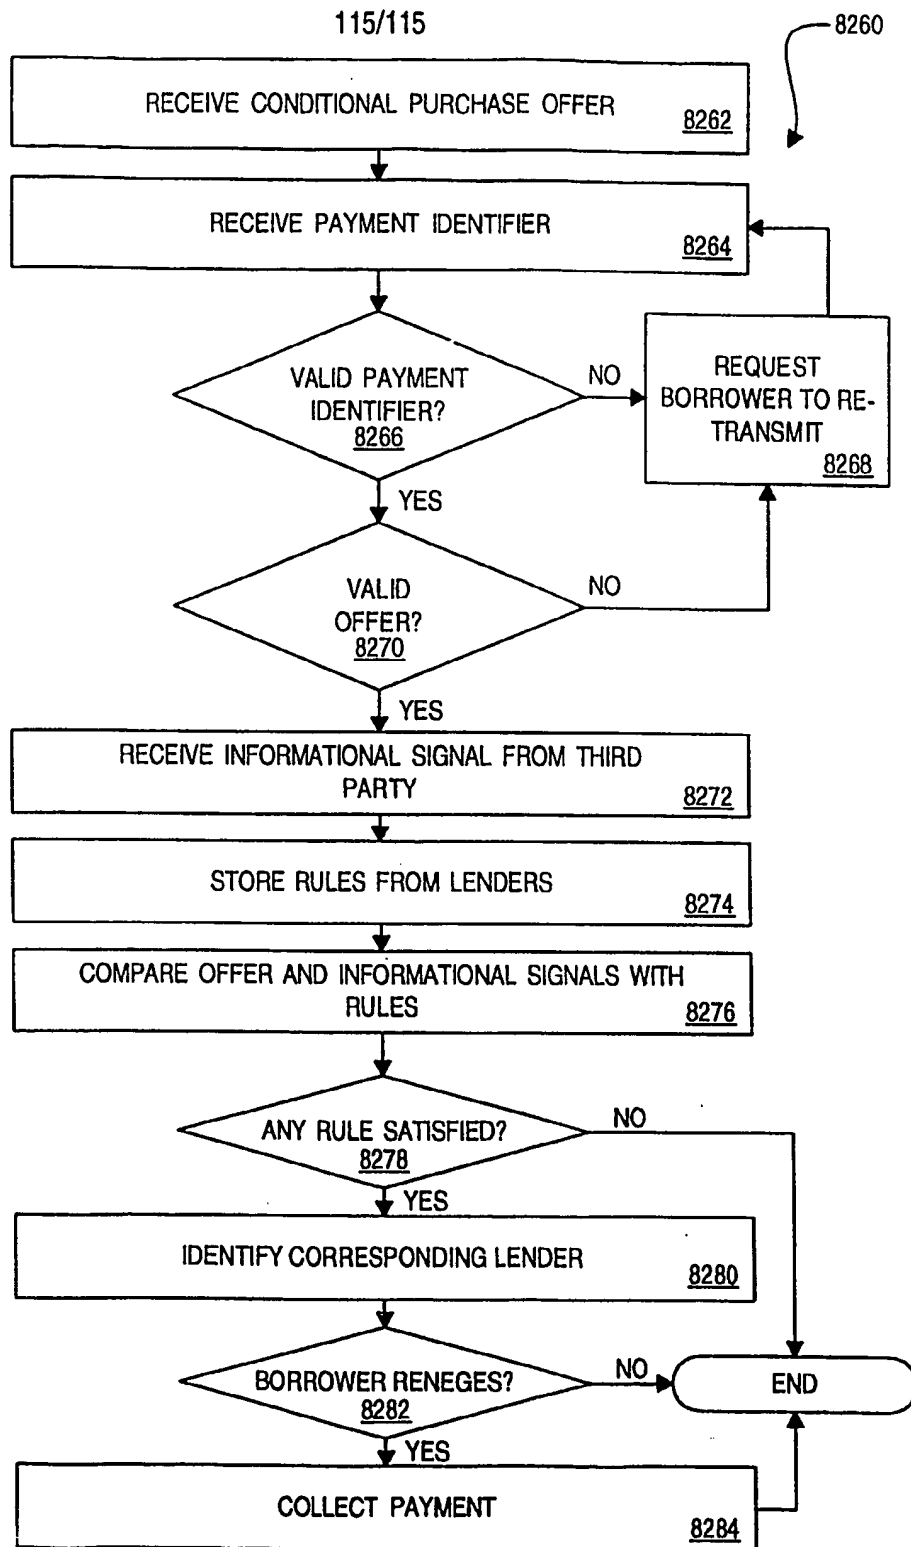 115/115
8260
RECEIVE CONDITIONAL PURCHASE OFFER
8262
RECEIVE PAYMENT IDENTIFIER
8264
VALID PAYMENT
IDENTIFIER?
8266
NO
REQUEST
BORROWER TO RE-
TRANSMIT
8268
YES
VALID
OFFER?
8270
NO
YES
RECEIVE INFORMATIONAL SIGNAL FROM THIRD
PARTY
8272
STORE RULES FROM LENDERS
8274
COMPARE OFFER AND INFORMATIONAL SIGNALS WITH
RULES
8276
ANY RULE SATISFIED?
8278
NO
YES
IDENTIFY CORRESPONDING LENDER
8280
BORROWER RENEGES?
8282
NO
END
YES
COLLECT PAYMENT
8284